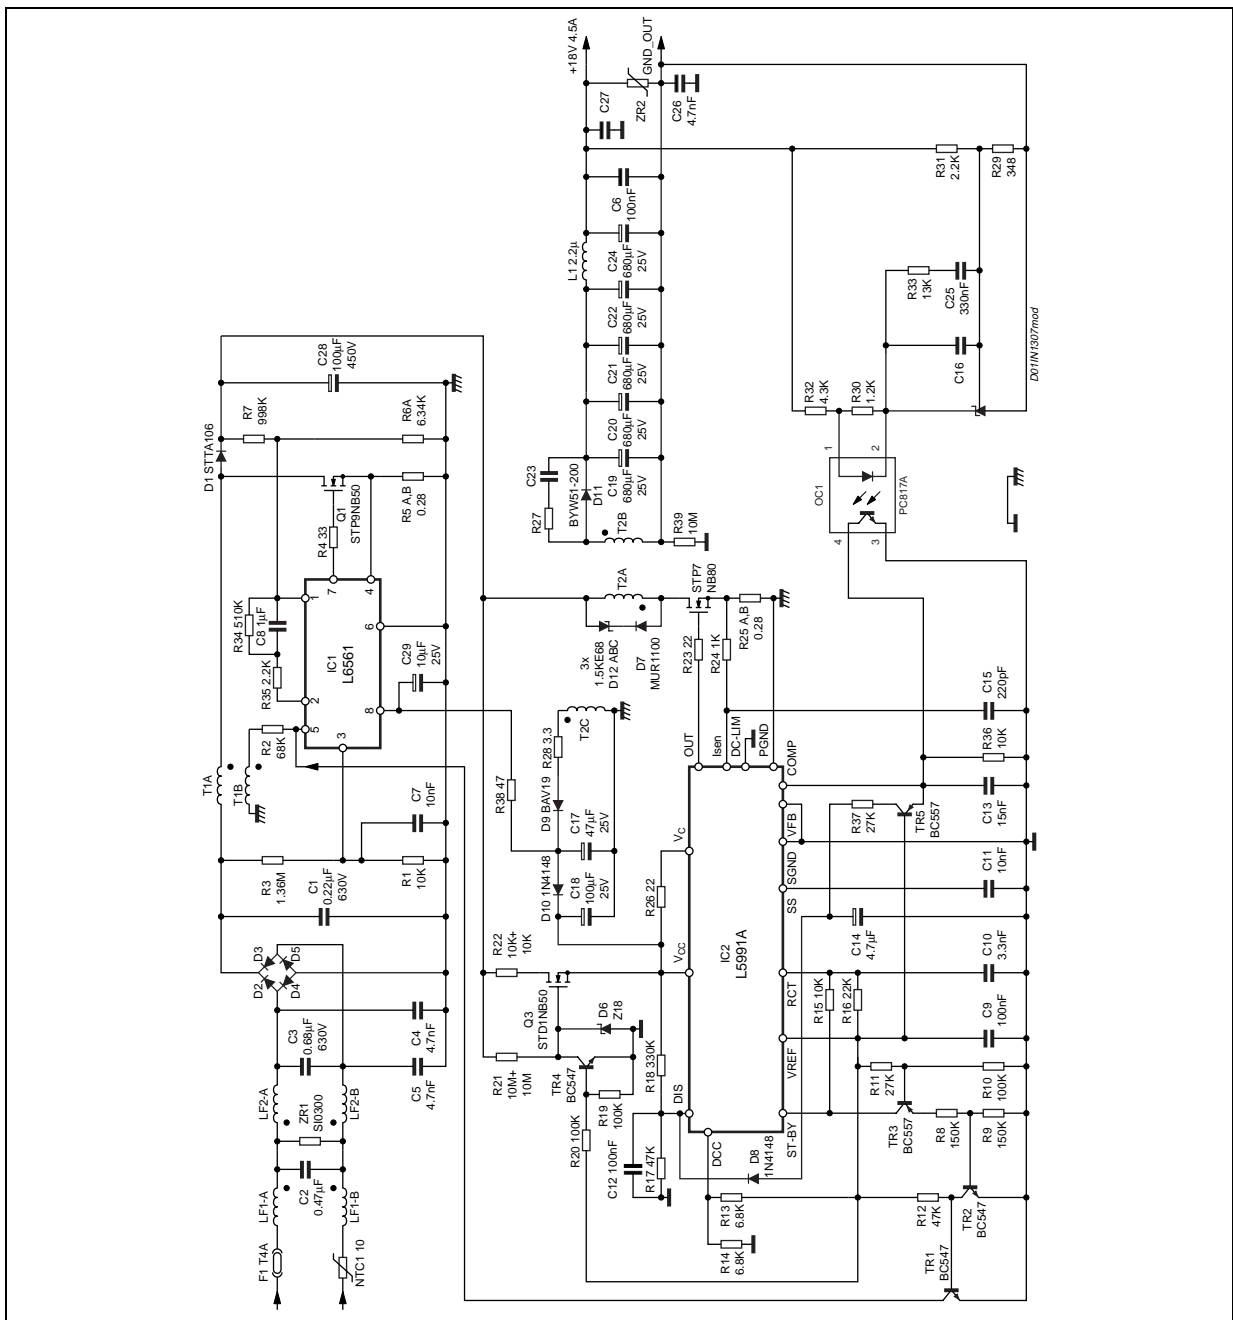 +18V 4.5A
GND_OUT
C27
ZR2
C26
4.7nF
C6
100nF
L1 2.2µ
C24
680µF
25V
C22
680µF
25V
C21
680µF
25V
C20
680µF
25V
C19
680µF
25V
C23
R27
BYW51-200
D11
T2B
R39
10M
R31
2.2K
R29
348
R33
13K
C25
330nF
C16
R32
4.3K
R30
1.2K
D01IN1307mod
OC1
PC817A
1
2
3
4
C28
100µF
450V
R7
998K
R6A
6.34K
D1 STTA106
Q1
STP9NB50
R5 A,B
0.28
R4 33
R34 510K
C8 1µF
R35 2.2K
R2
68K
IC1
L6561
1
2
3
4
5
6
7
8
C29
10µF
25V
T1A
T1B
R3
1.36M
C7
10nF
R1
10K
C1
0.22µF
630V
D3
D5
D2
D4
C3
0.68µF
630V
C4
4.7nF
C5
4.7nF
LF2-A
ZR1
SI0300
LF2-B
C2
0.47µF
LF1-A
LF1-B
F1 T4A
NTC1 10
T2A
3x
1.5KE68
D12 ABC
D7
MUR1100
STP7
NB80
R23 22
R24 1K
R25 A,B
0.28
T2C
R28 3.3
R38 47
D9 BAV19
C17
47µF
25V
D10 1N4148
C18
100µF
25V
R26 22
R22
10K+
10K
Q3
STD1NB50
D6
Z18
R21
10M+
10M
TR4
BC547
R19
100K
R20 100K
R18 330K
C12 100nF
R17 47K
OUT
Isen
DC-LIM
PGND
COMP
VC
VFB
SGND
SS
VCC
RCT
VREF
DIS
ST-BY
DCC
IC2
L5991A
C15
220pF
R36
10K
C13
15nF
C11
10nF
R37
27K
TR5
BC557
C14
4.7µF
C10
3.3nF
C9
100nF
R15 10K
R16 22K
R11
27K
R10
100K
TR3
BC557
R8
150K
R9
150K
D8
1N4148
R13
6.8K
R14
6.8K
R12
47K
TR2
BC547
TR1
BC547